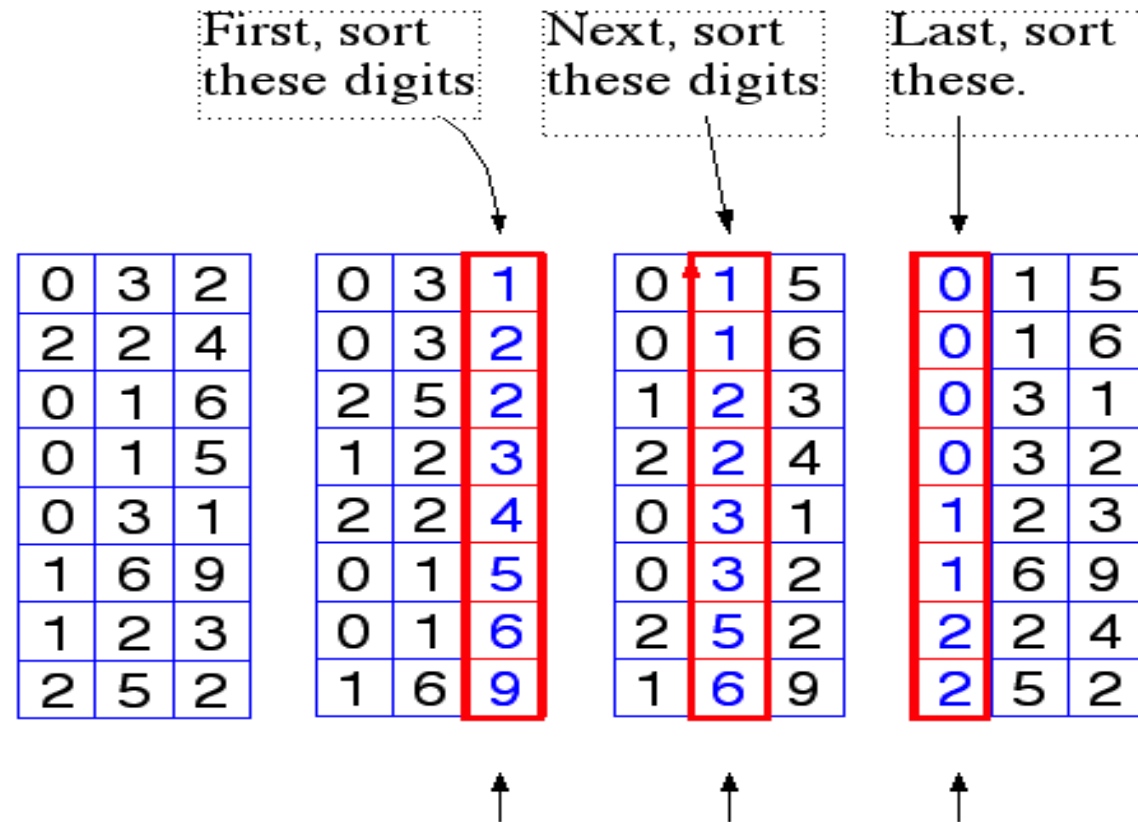 First, sort
these digits
Next, sort
these digits
Last, sort
these.
0 3 2
2 2 4
0 1 6
0 1 5
0 3 1
1 6 9
1 2 3
2 5 2
0 3 1
0 3 2
2 5 2
1 2 3
2 2 4
0 1 5
0 1 6
1 6 9
0 1 5
0 1 6
1 2 3
2 2 4
0 3 1
0 3 2
2 5 2
1 6 9
0 1 5
0 1 6
0 3 1
0 3 2
1 2 3
1 6 9
2 2 4
2 5 2